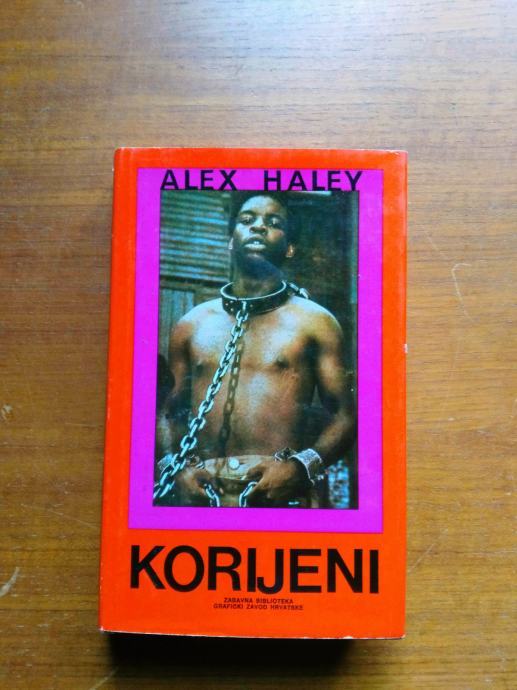 ALEX HALEY
KORIJENI
ZABAVNA BIBLIOTEKA
GRAFIČKI ZAVOD HRVATSKE